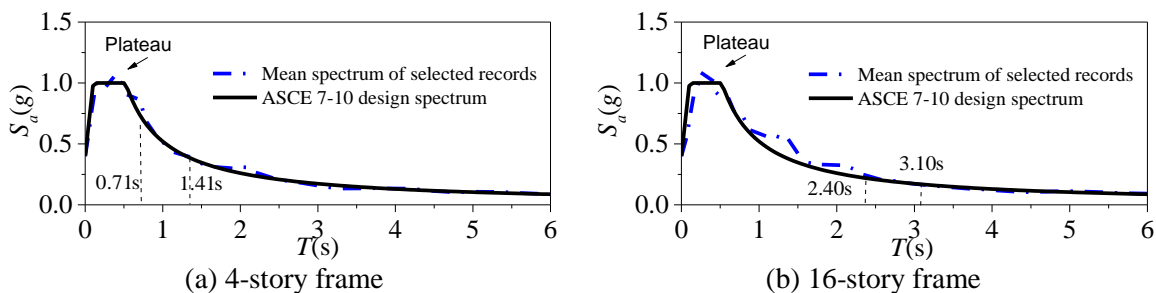 1.5
1.0
0.5
0.0
Sa(g)
Plateau
Mean spectrum of selected records
ASCE 7-10 design spectrum
0.71s
1.41s
0 1 2 3 4 5 6
T(s)
(a) 4-story frame
1.5
1.0
0.5
0.0
Sa(g)
Plateau
Mean spectrum of selected records
ASCE 7-10 design spectrum
3.10s
2.40s
0 1 2 3 4 5 6
T(s)
(b) 16-story frame